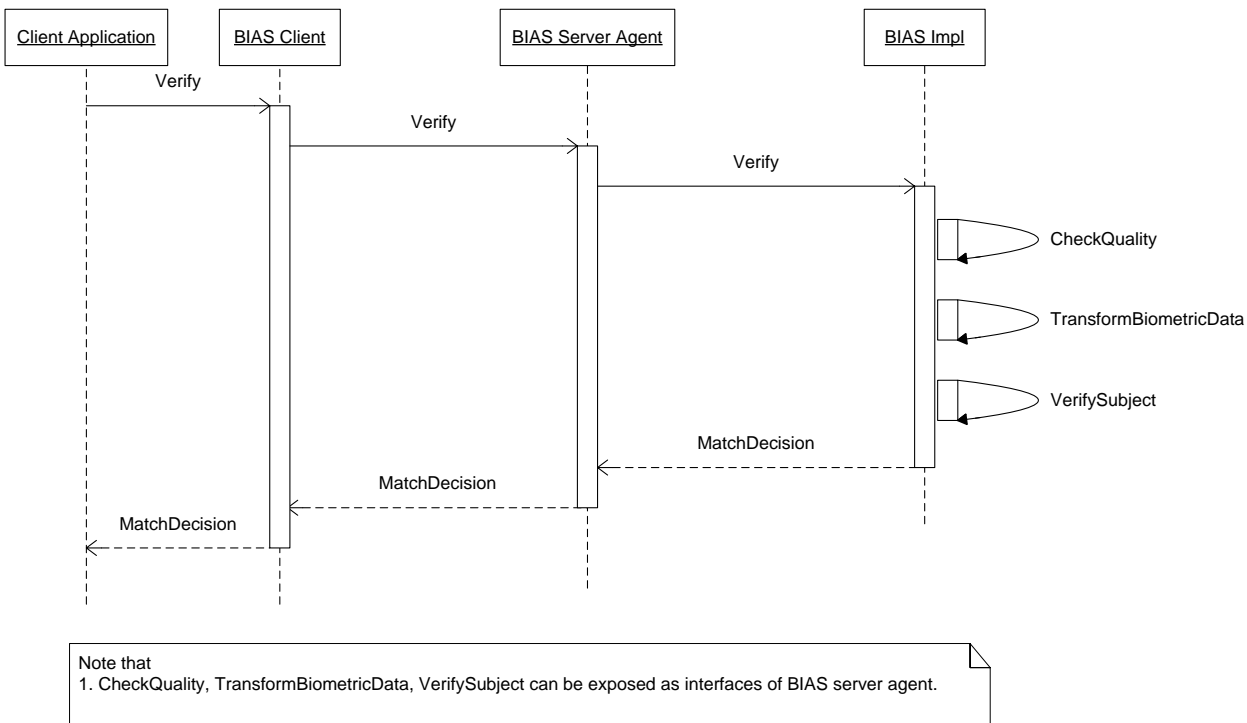 Client Application
BIAS Client
BIAS Server Agent
BIAS Impl
Verify
Verify
Verify
CheckQuality
TransformBiometricData
VerifySubject
MatchDecision
MatchDecision
MatchDecision
Note that
1. CheckQuality, TransformBiometricData, VerifySubject can be exposed as interfaces of BIAS server agent.